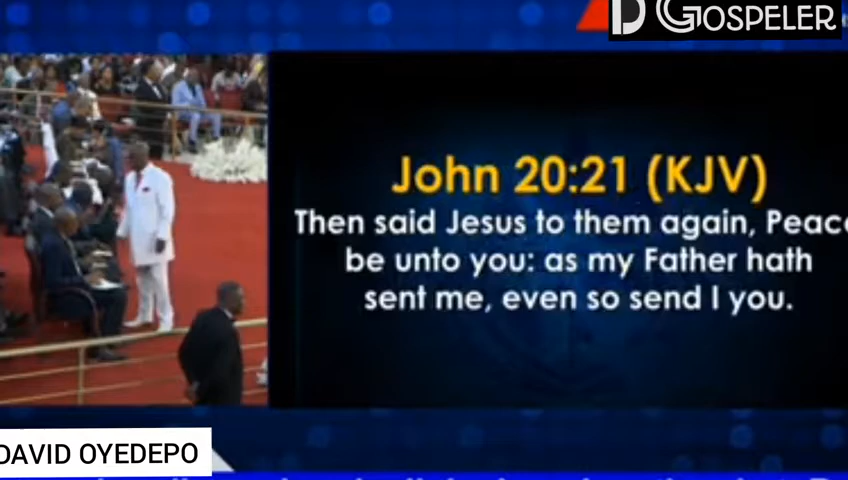 D GOSPELER
John 20:21 (KJV)
Then said Jesus to them again, Peac
be unto you: as my Father hath
sent me, even so send I you.
DAVID OYEDEPO